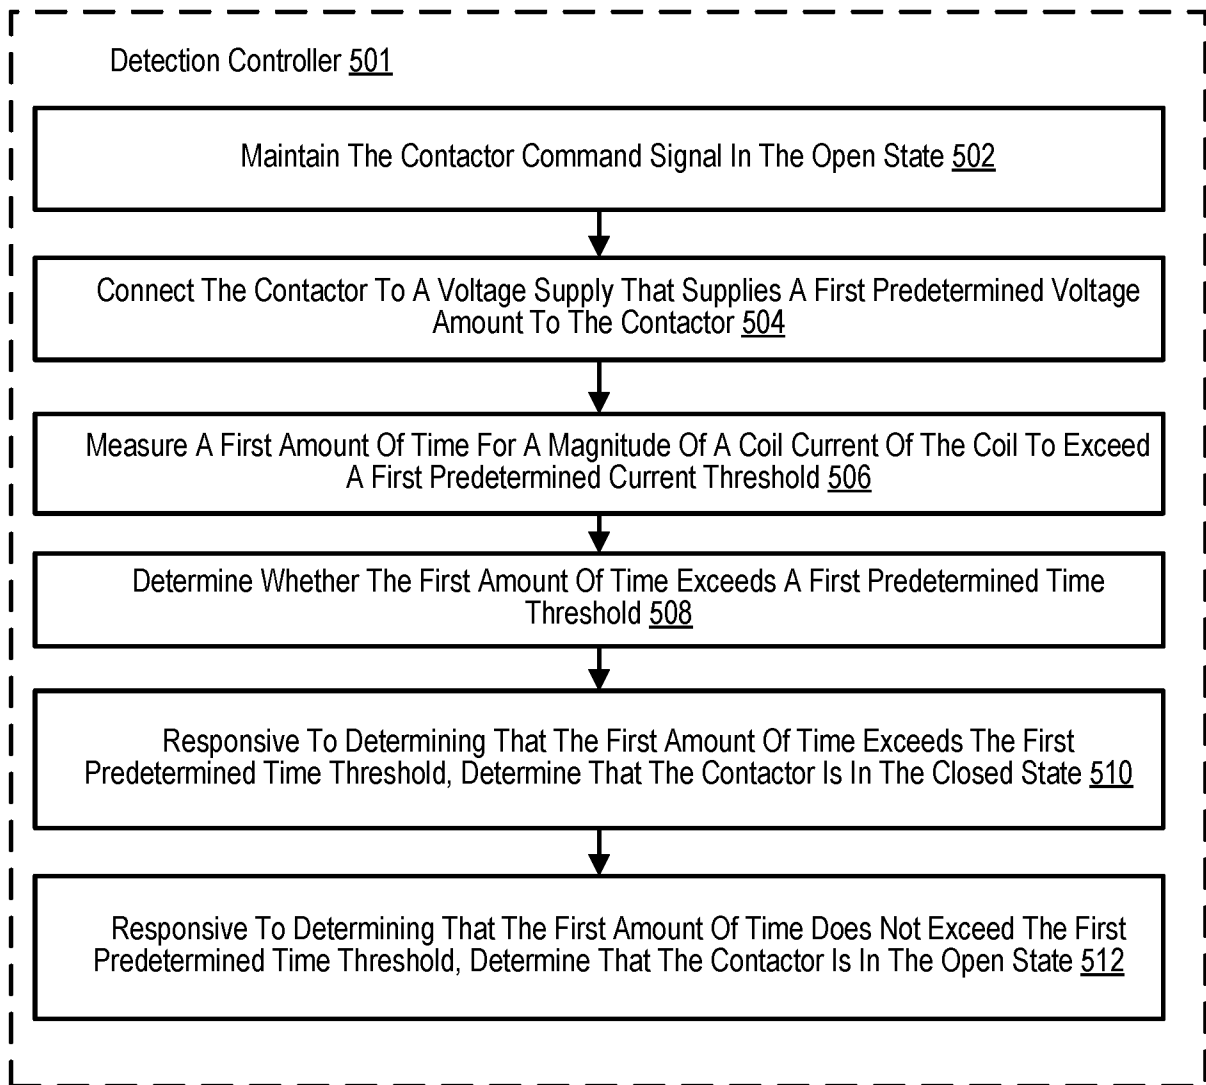 Detection Controller 501
Maintain The Contactor Command Signal In The Open State 502
Connect The Contactor To A Voltage Supply That Supplies A First Predetermined Voltage
Amount To The Contactor 504
Measure A First Amount Of Time For A Magnitude Of A Coil Current Of The Coil To Exceed
A First Predetermined Current Threshold 506
Determine Whether The First Amount Of Time Exceeds A First Predetermined Time
Threshold 508
Responsive To Determining That The First Amount Of Time Exceeds The First
Predetermined Time Threshold, Determine That The Contactor Is In The Closed State 510
Responsive To Determining That The First Amount Of Time Does Not Exceed The First
Predetermined Time Threshold, Determine That The Contactor Is In The Open State 512